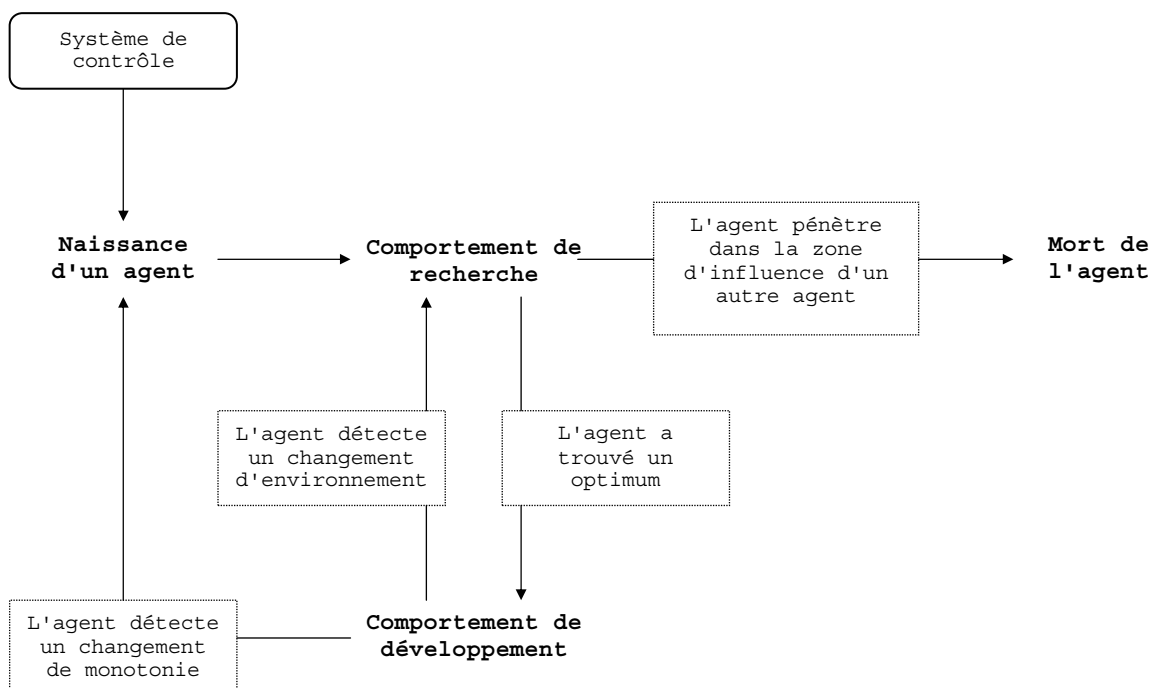 Système de
contrôle
Naissance
d'un agent
Comportement de
recherche
L'agent pénètre
dans la zone
d'influence d'un
autre agent
Mort de
l'agent
L'agent détecte
un changement
d'environnement
L'agent a
trouvé un
optimum
L'agent détecte
un changement
de monotonie
Comportement de
développement